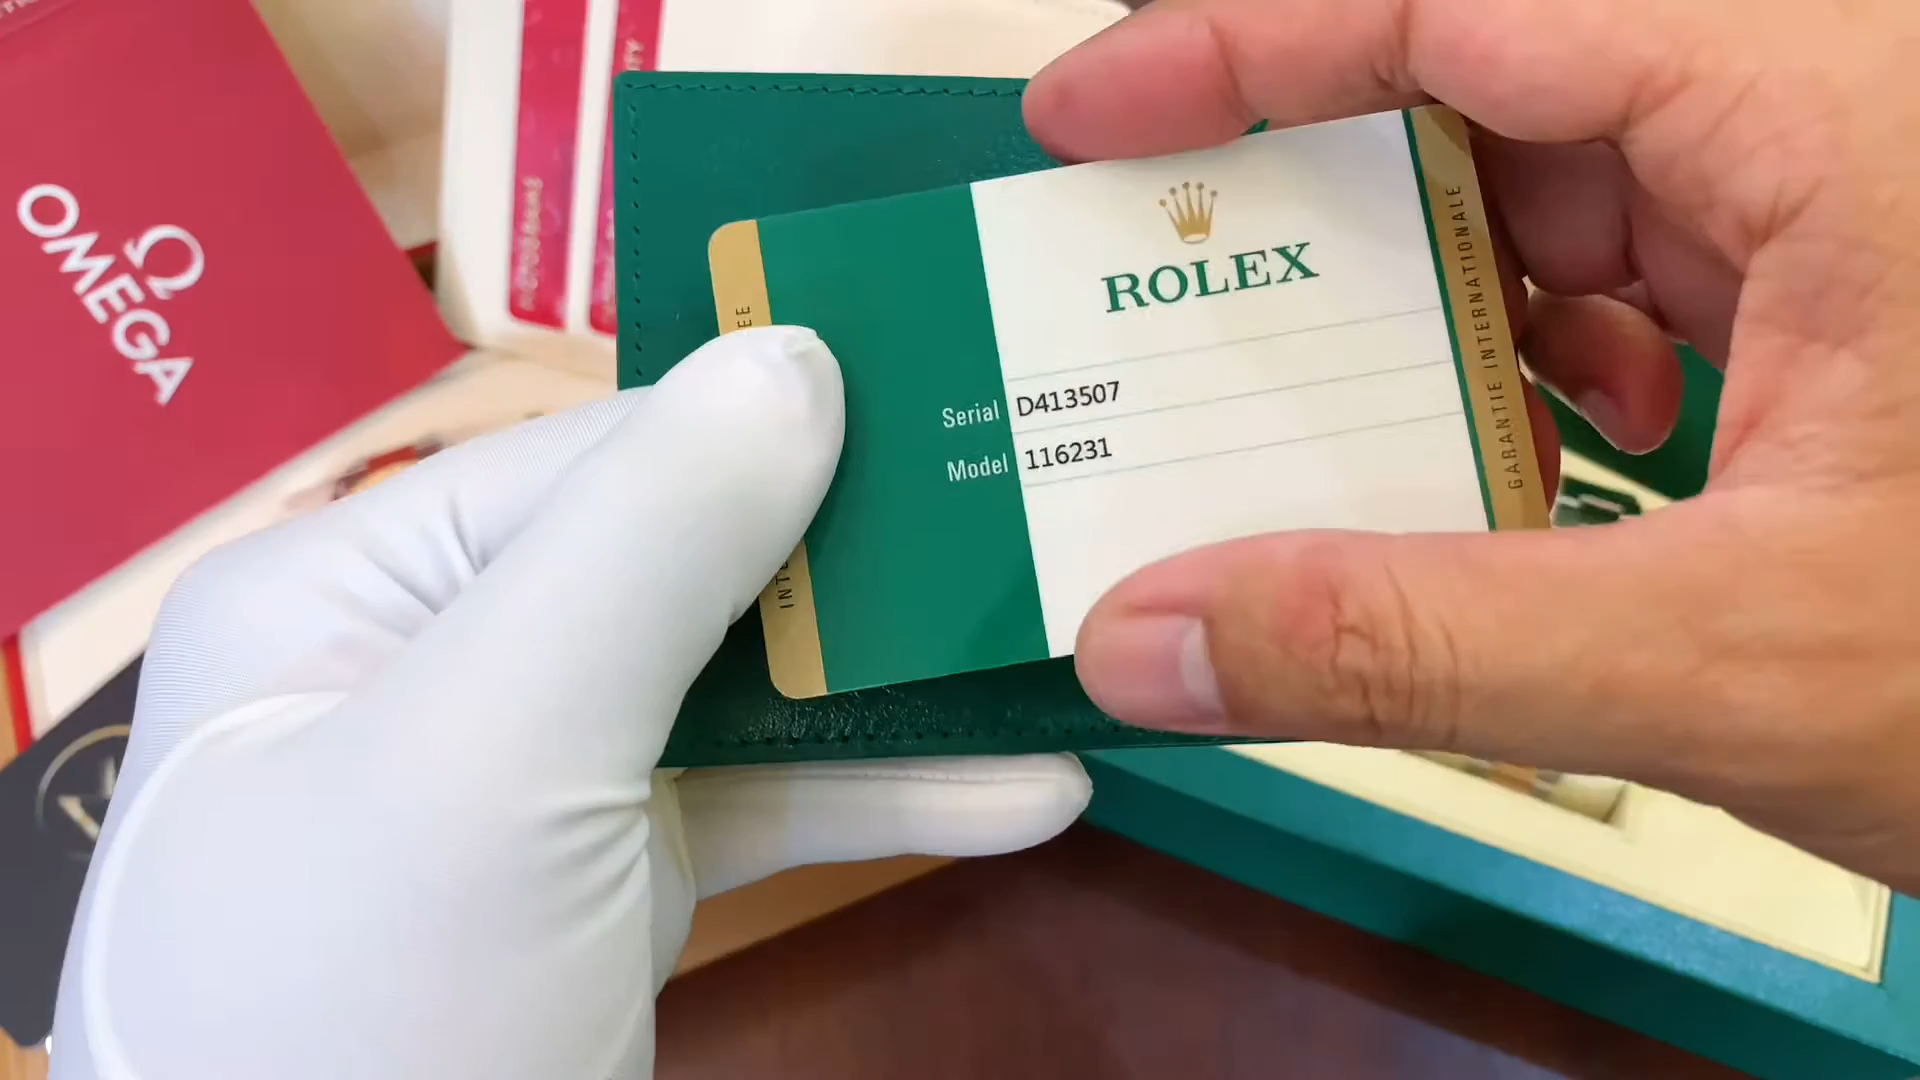 Ω
OMEGA
ROLEX
Serial D413507
Model 116231
GARANTIE INTERNATIONALE